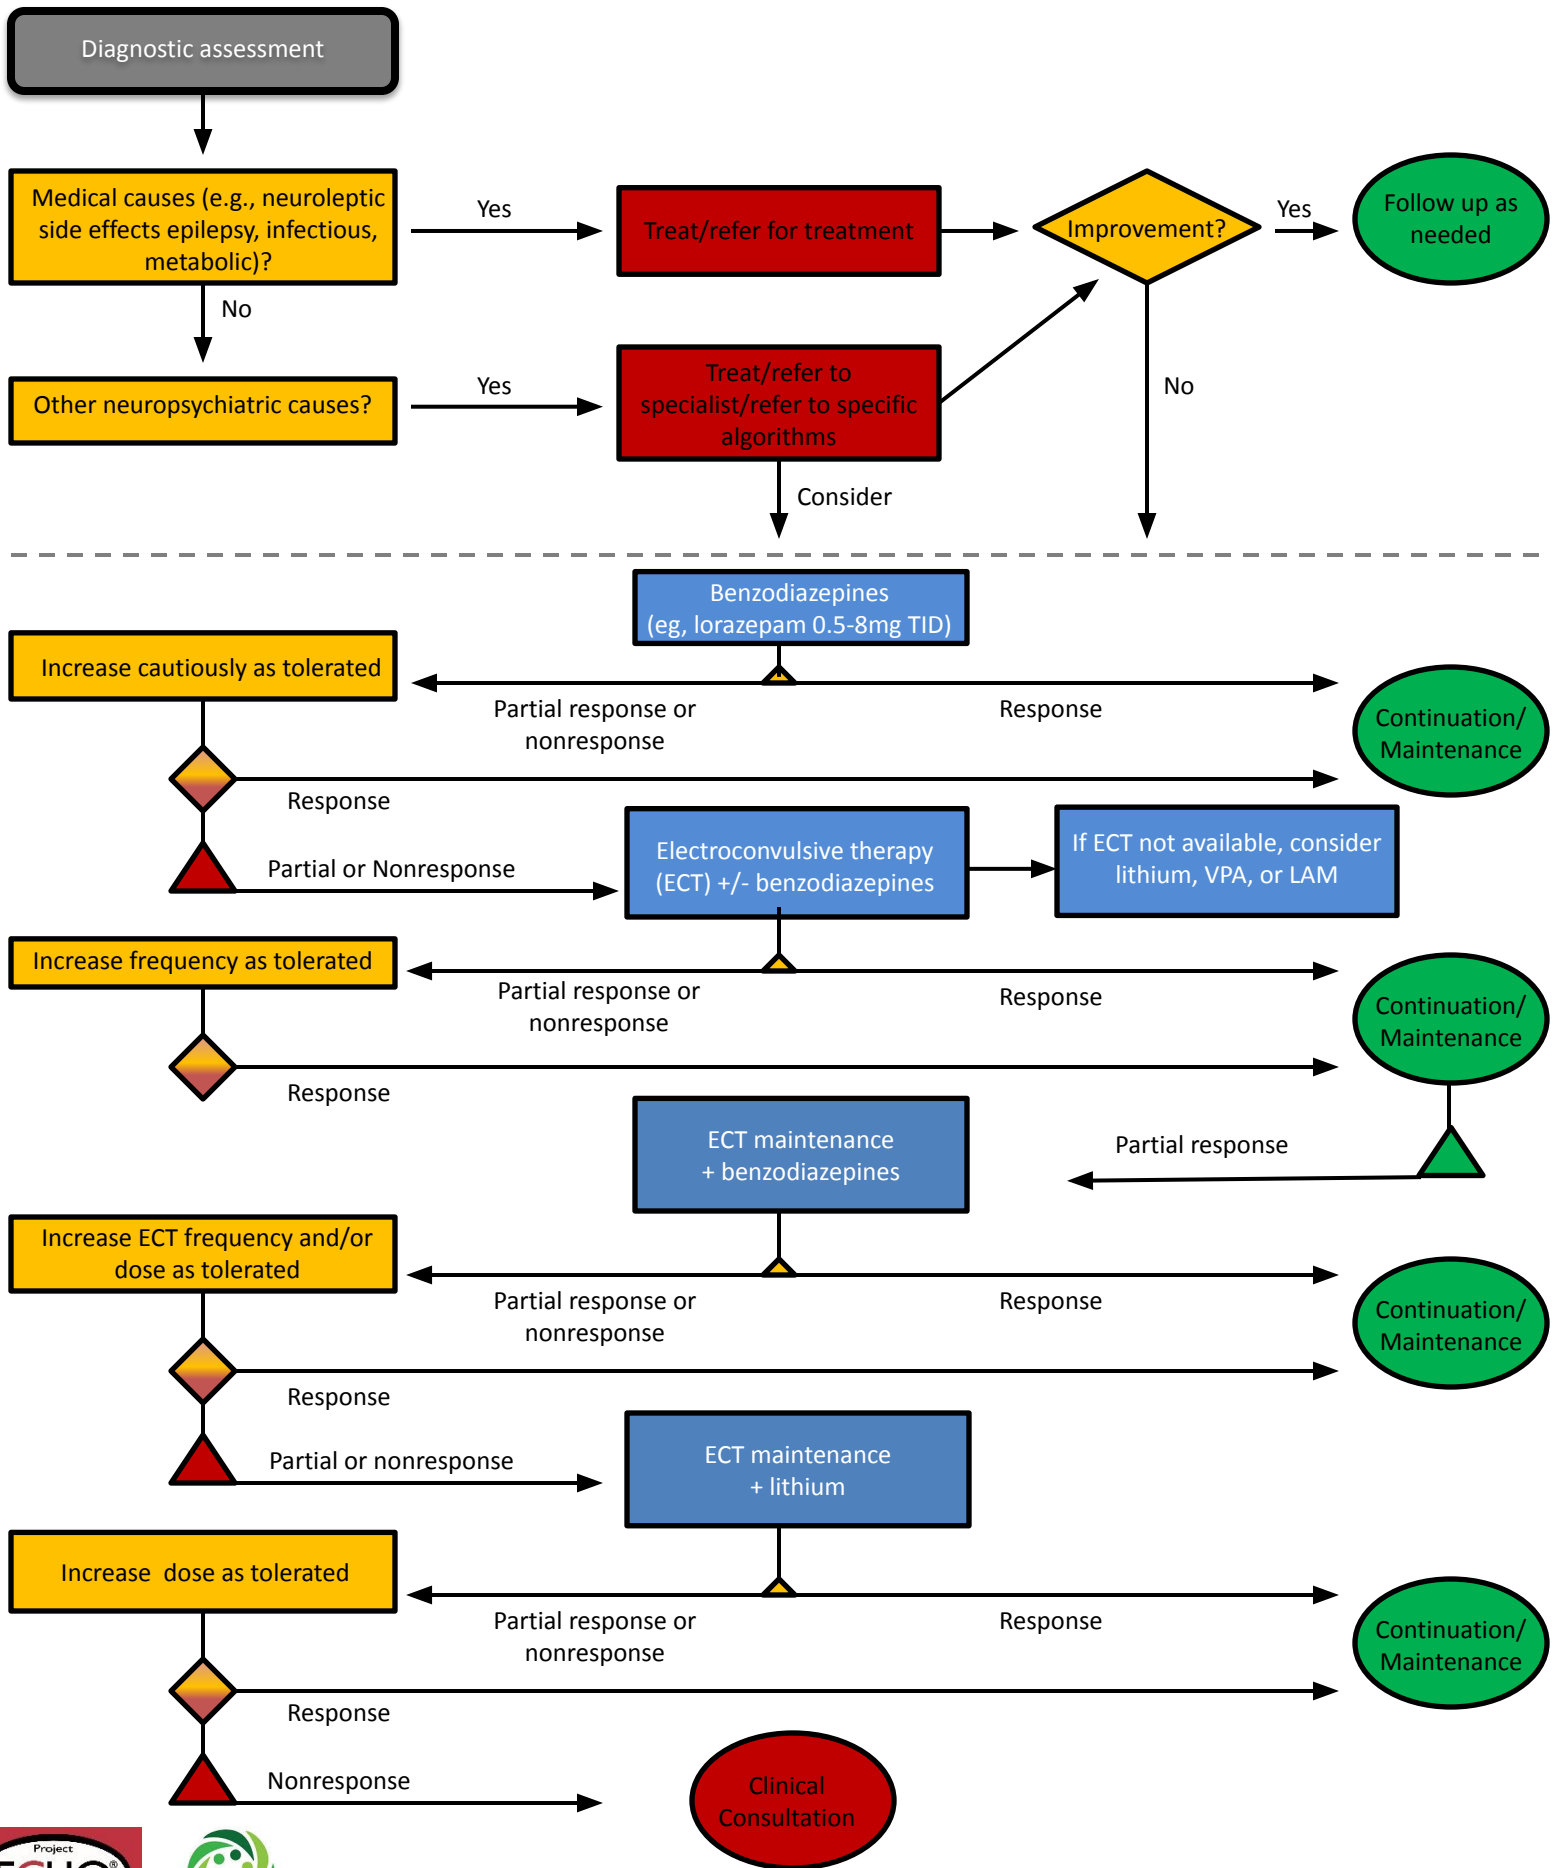 Diagnostic assessment
Medical causes (e.g., neuroleptic
side effects epilepsy, infectious,
metabolic)?
Yes
Treat/refer for treatment
Improvement?
Yes
Follow up as
needed
No
Other neuropsychiatric causes?
Yes
Treat/refer to
specialist/refer to specific
algorithms
No
Consider
Benzodiazepines
(eg, lorazepam 0.5-8mg TID)
Increase cautiously as tolerated
Partial response or
nonresponse
Response
Continuation/
Maintenance
Response
Partial or Nonresponse
Electroconvulsive therapy
(ECT) +/- benzodiazepines
If ECT not available, consider
lithium, VPA, or LAM
Increase frequency as tolerated
Partial response or
nonresponse
Response
Continuation/
Maintenance
Response
ECT maintenance
+ benzodiazepines
Partial response
Increase ECT frequency and/or
dose as tolerated
Partial response or
nonresponse
Response
Continuation/
Maintenance
Response
Partial or nonresponse
ECT maintenance
+ lithium
Increase  dose as tolerated
Partial response or
nonresponse
Response
Continuation/
Maintenance
Response
Nonresponse
Clinical
Consultation
Project
ECHO®